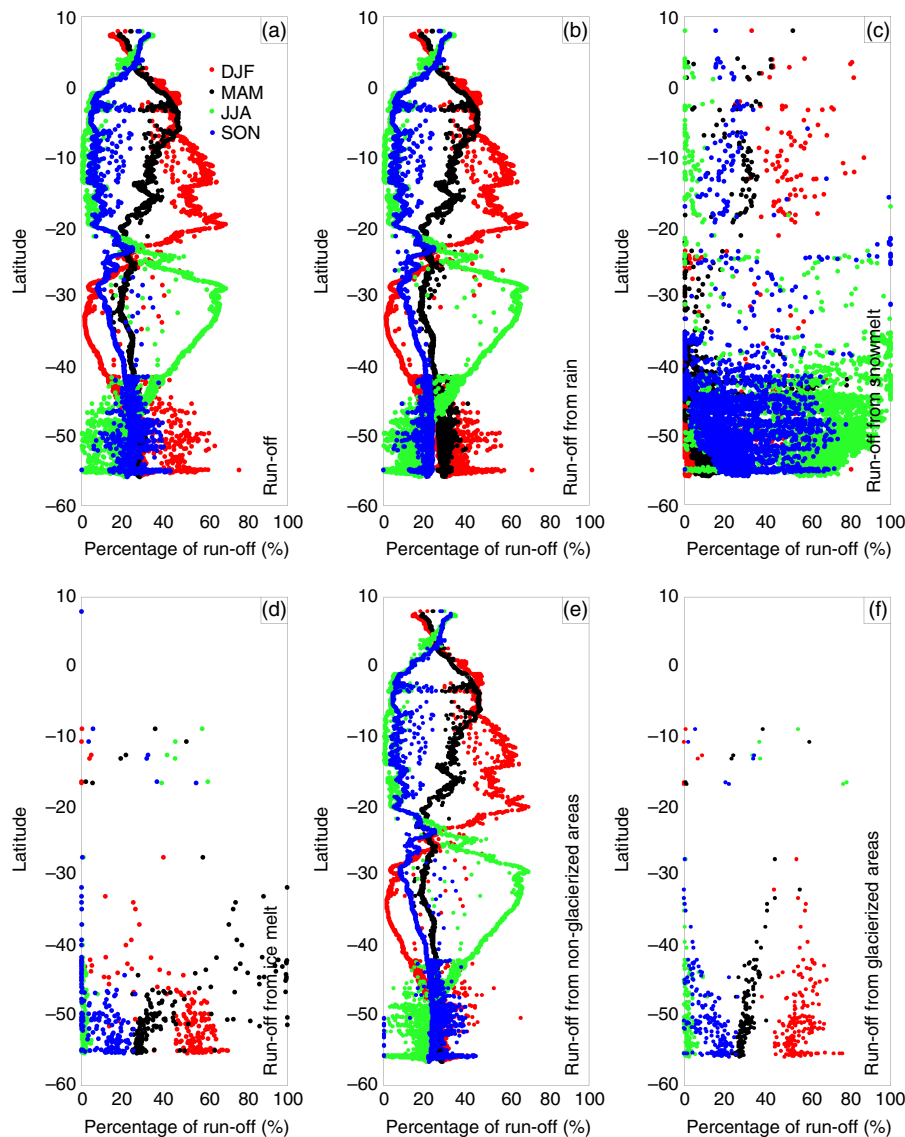 10
0
−10
−20
−30
−40
−50
−60
Latitude
(a)
DJF
MAM
JJA
SON
Run-off
0 20 40 60 80 100
Percentage of run-off (%)
10
0
−10
−20
−30
−40
−50
−60
Latitude
(b)
Run-off from rain
0 20 40 60 80 100
Percentage of run-off (%)
10
0
−10
−20
−30
−40
−50
−60
Latitude
(c)
Run-off from snowmelt
0 20 40 60 80 100
Percentage of run-off (%)
10
0
−10
−20
−30
−40
−50
−60
Latitude
(d)
Run-off from ice melt
0 20 40 60 80 100
Percentage of run-off (%)
10
0
−10
−20
−30
−40
−50
−60
Latitude
(e)
Run-off from non-glacierized areas
0 20 40 60 80 100
Percentage of run-off (%)
10
0
−10
−20
−30
−40
−50
−60
Latitude
(f)
Run-off from glacierized areas
0 20 40 60 80 100
Percentage of run-off (%)